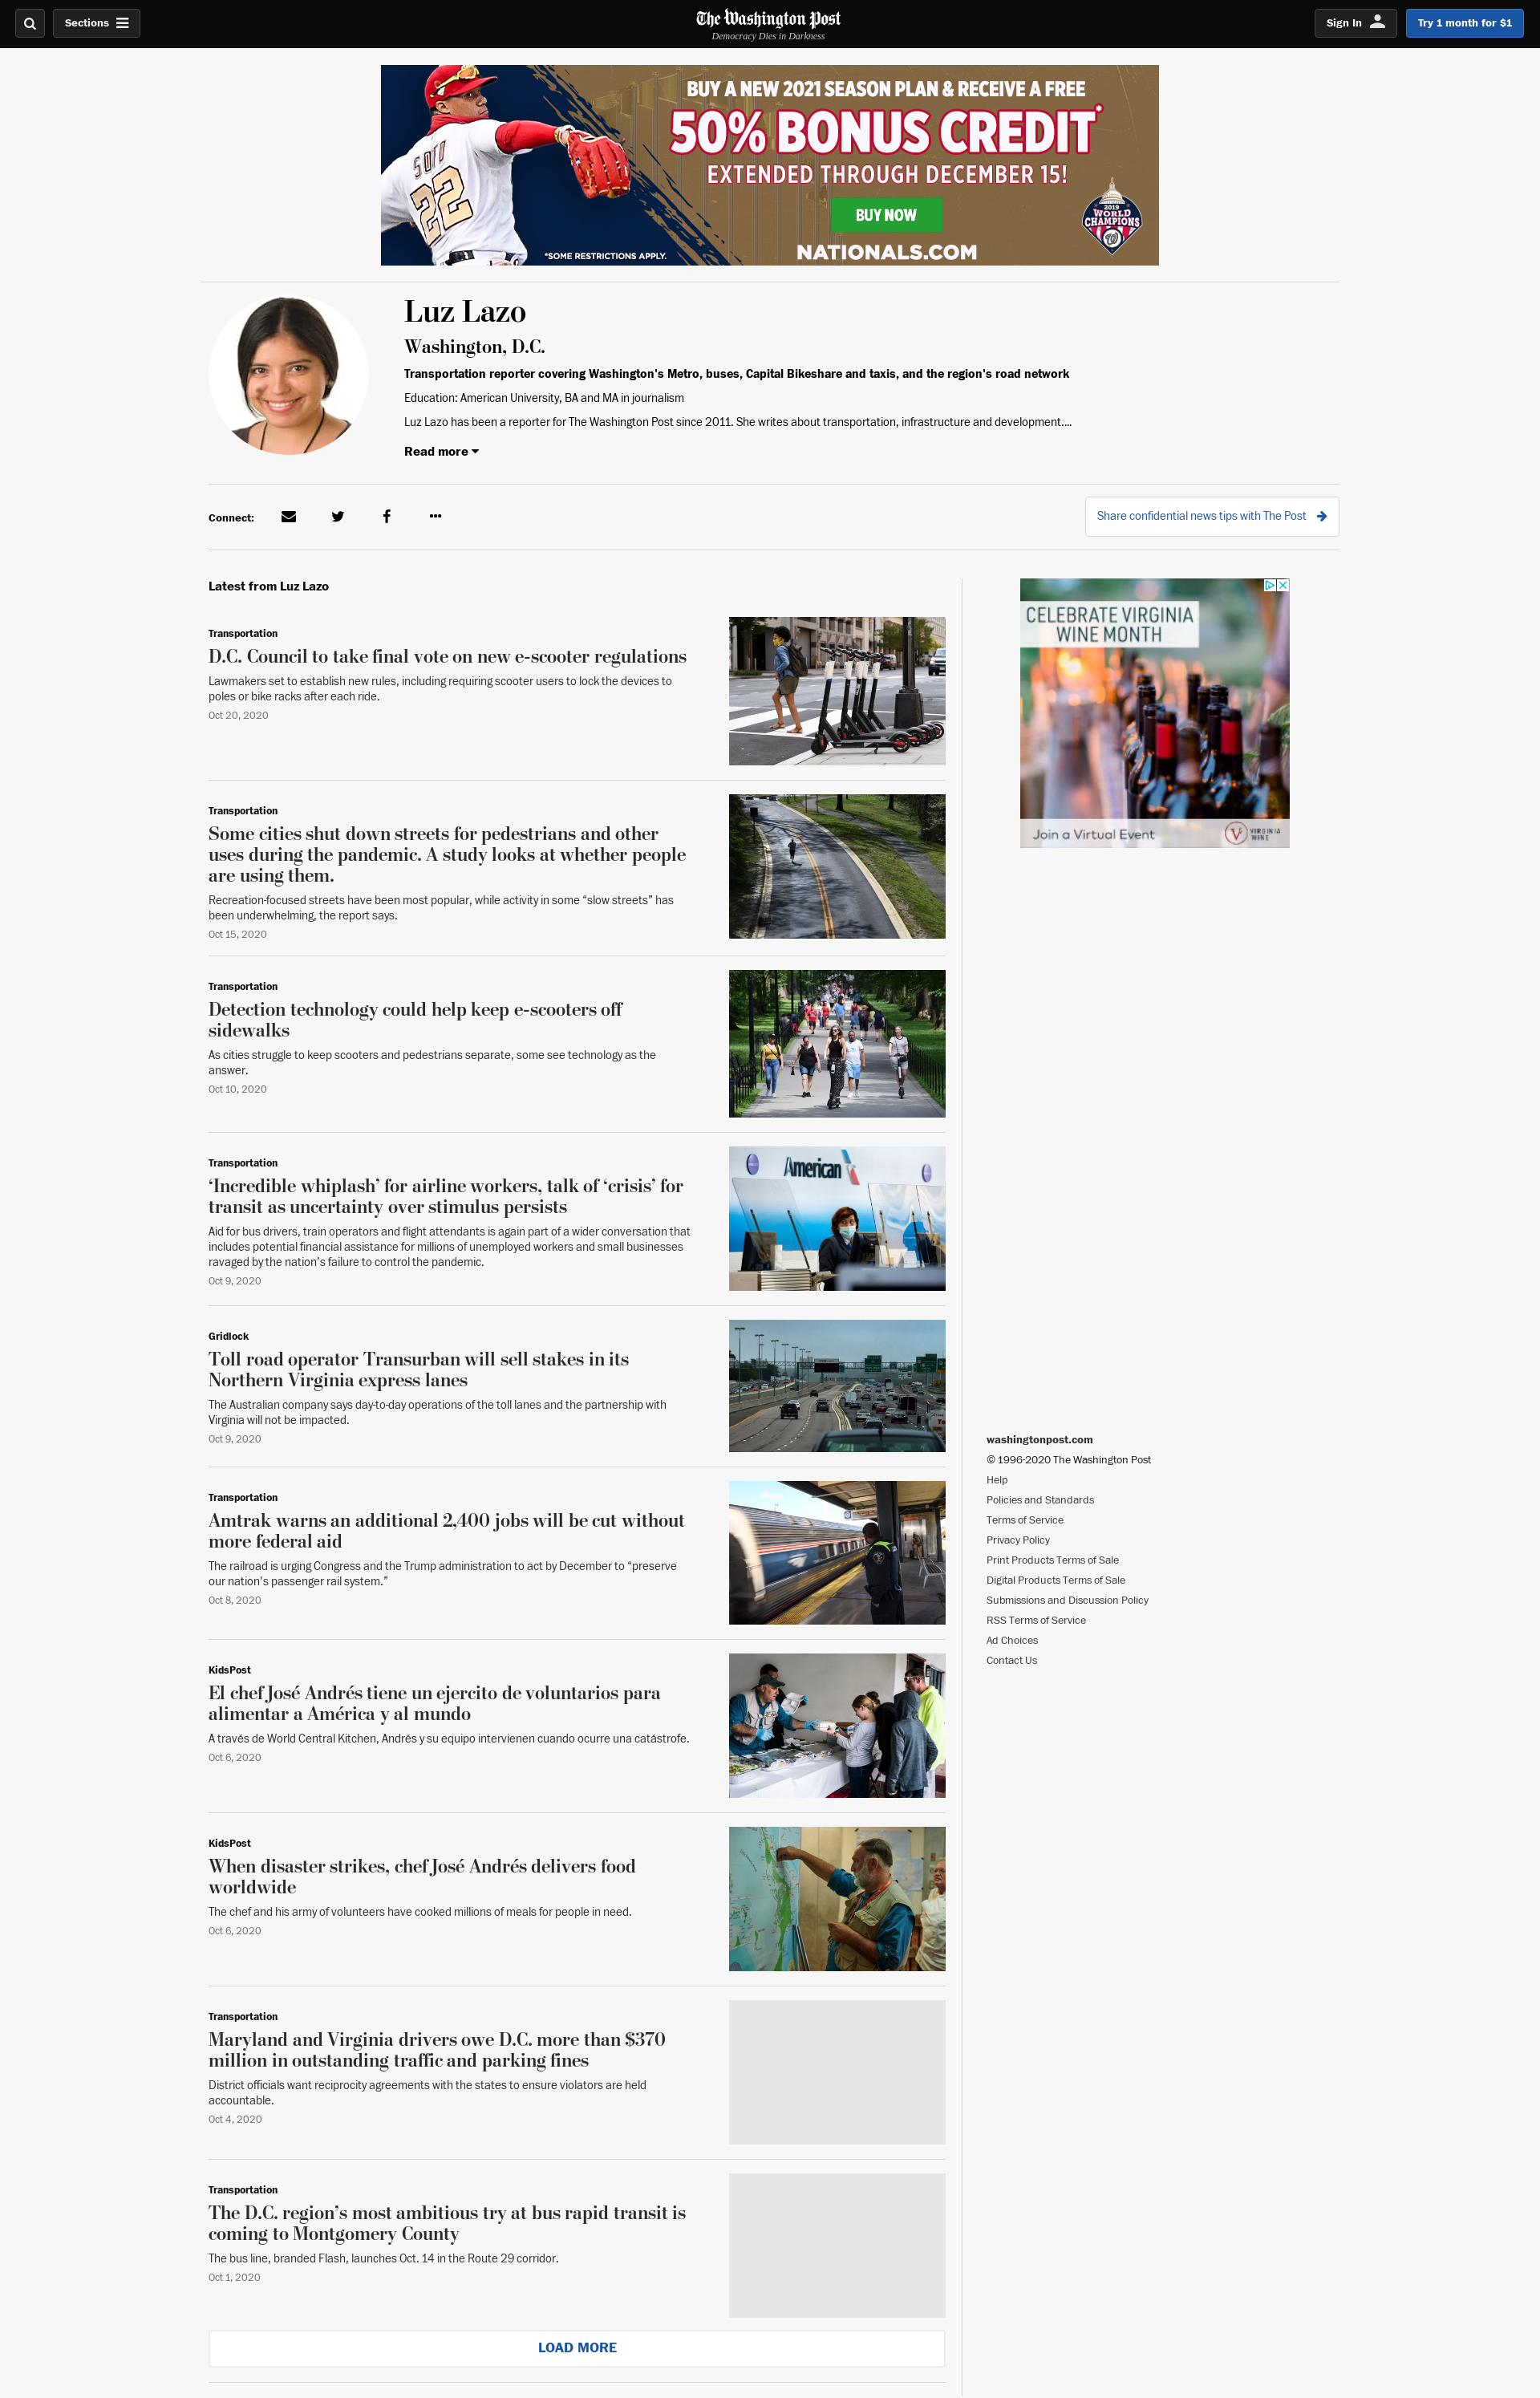 Sections
The Washington Post
Democracy Dies in Darkness
Sign In
Try 1 month for $1
BUY A NEW 2021 SEASON PLAN & RECEIVE A FREE
50% BONUS CREDIT*
EXTENDED THROUGH DECEMBER 15!
BUY NOW
*SOME RESTRICTIONS APPLY.
NATIONALS.COM
2019
WORLD
CHAMPIONS
W
SOTO
22
Luz Lazo
Washington, D.C.
Transportation reporter covering Washington's Metro, buses, Capital Bikeshare and taxis, and the region's road network
Education: American University, BA and MA in journalism
Luz Lazo has been a reporter for The Washington Post since 2011. She writes about transportation, infrastructure and development....
Read more
Connect:
Share confidential news tips with The Post
Latest from Luz Lazo
Transportation
D.C. Council to take final vote on new e-scooter regulations
Lawmakers set to establish new rules, including requiring scooter users to lock the devices to
poles or bike racks after each ride.
Oct 20, 2020
Transportation
Some cities shut down streets for pedestrians and other
uses during the pandemic. A study looks at whether people
are using them.
Recreation-focused streets have been most popular, while activity in some “slow streets” has
been underwhelming, the report says.
Oct 15, 2020
Transportation
Detection technology could help keep e-scooters off
sidewalks
As cities struggle to keep scooters and pedestrians separate, some see technology as the
answer.
Oct 10, 2020
Transportation
‘Incredible whiplash’ for airline workers, talk of ‘crisis’ for
transit as uncertainty over stimulus persists
Aid for bus drivers, train operators and flight attendants is again part of a wider conversation that
includes potential financial assistance for millions of unemployed workers and small businesses
ravaged by the nation's failure to control the pandemic.
Oct 9, 2020
American
Gridlock
Toll road operator Transurban will sell stakes in its
Northern Virginia express lanes
The Australian company says day-to-day operations of the toll lanes and the partnership with
Virginia will not be impacted.
Oct 9, 2020
Transportation
Amtrak warns an additional 2,400 jobs will be cut without
more federal aid
The railroad is urging Congress and the Trump administration to act by December to “preserve
our nation's passenger rail system.”
Oct 8, 2020
KidsPost
El chef José Andrés tiene un ejercito de voluntarios para
alimentar a América y al mundo
A través de World Central Kitchen, Andrés y su equipo intervienen cuando ocurre una catástrofe.
Oct 6, 2020
KidsPost
When disaster strikes, chef José Andrés delivers food
worldwide
The chef and his army of volunteers have cooked millions of meals for people in need.
Oct 6, 2020
Transportation
Maryland and Virginia drivers owe D.C. more than $370
million in outstanding traffic and parking fines
District officials want reciprocity agreements with the states to ensure violators are held
accountable.
Oct 4, 2020
Transportation
The D.C. region’s most ambitious try at bus rapid transit is
coming to Montgomery County
The bus line, branded Flash, launches Oct. 14 in the Route 29 corridor.
Oct 1, 2020
LOAD MORE
CELEBRATE VIRGINIA
WINE MONTH
Join a Virtual Event
V
VIRGINIA
WINE
washingtonpost.com
© 1996-2020 The Washington Post
Help
Policies and Standards
Terms of Service
Privacy Policy
Print Products Terms of Sale
Digital Products Terms of Sale
Submissions and Discussion Policy
RSS Terms of Service
Ad Choices
Contact Us